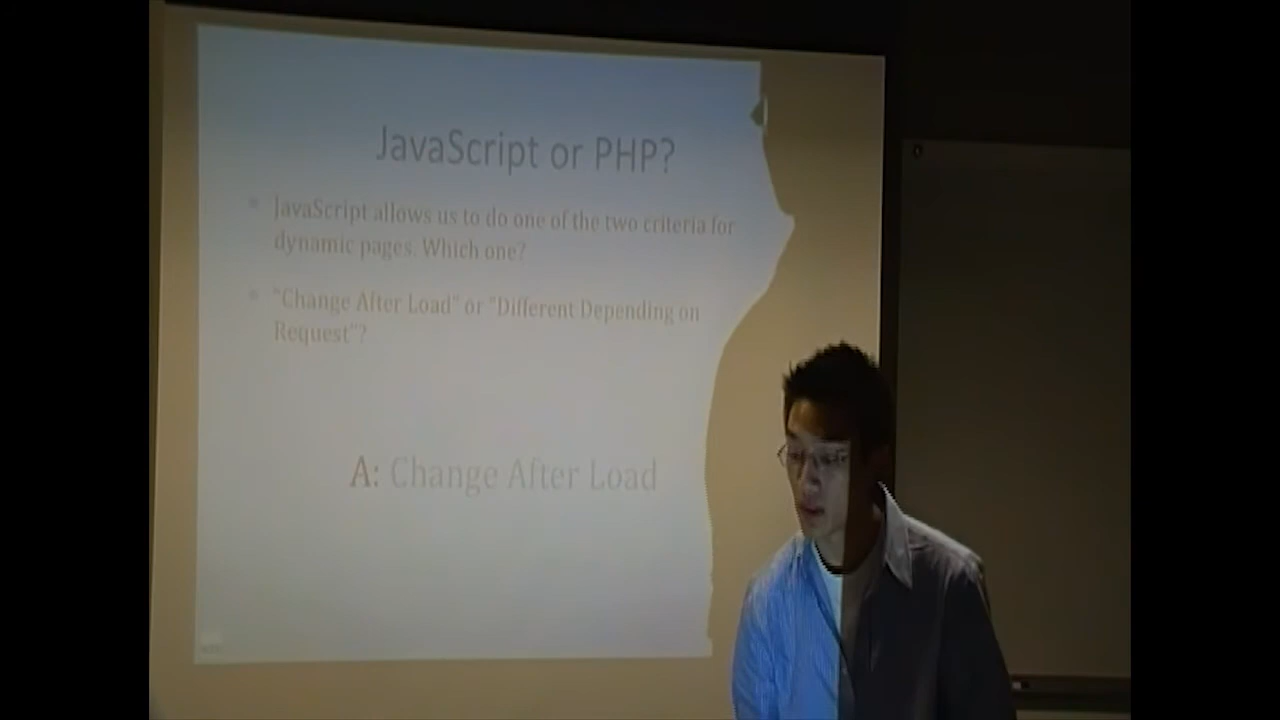 JavaScript or PHP?
JavaScript allows us to do one of the two criteria for
dynamic pages. Which one?
"Change After Load" or "Different Depending on
Request"?
A: Change After Load